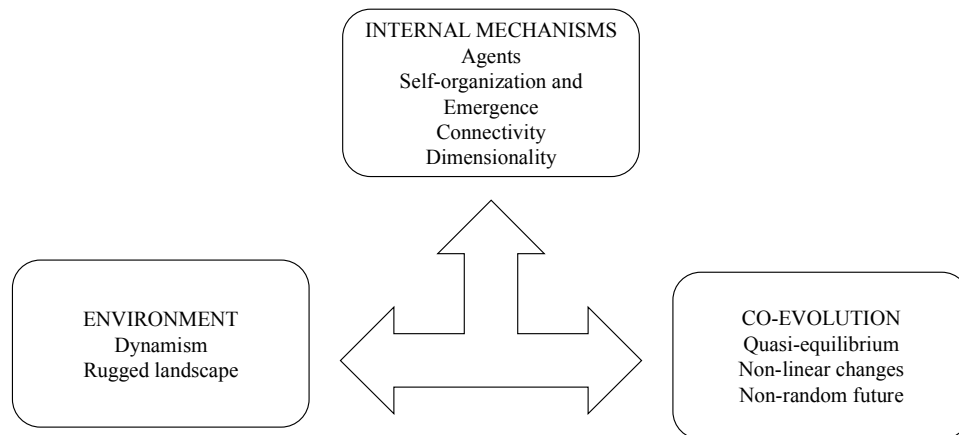 INTERNAL MECHANISMS
Agents
Self-organization and
Emergence
Connectivity
Dimensionality
ENVIRONMENT
Dynamism
Rugged landscape
CO-EVOLUTION
Quasi-equilibrium
Non-linear changes
Non-random future